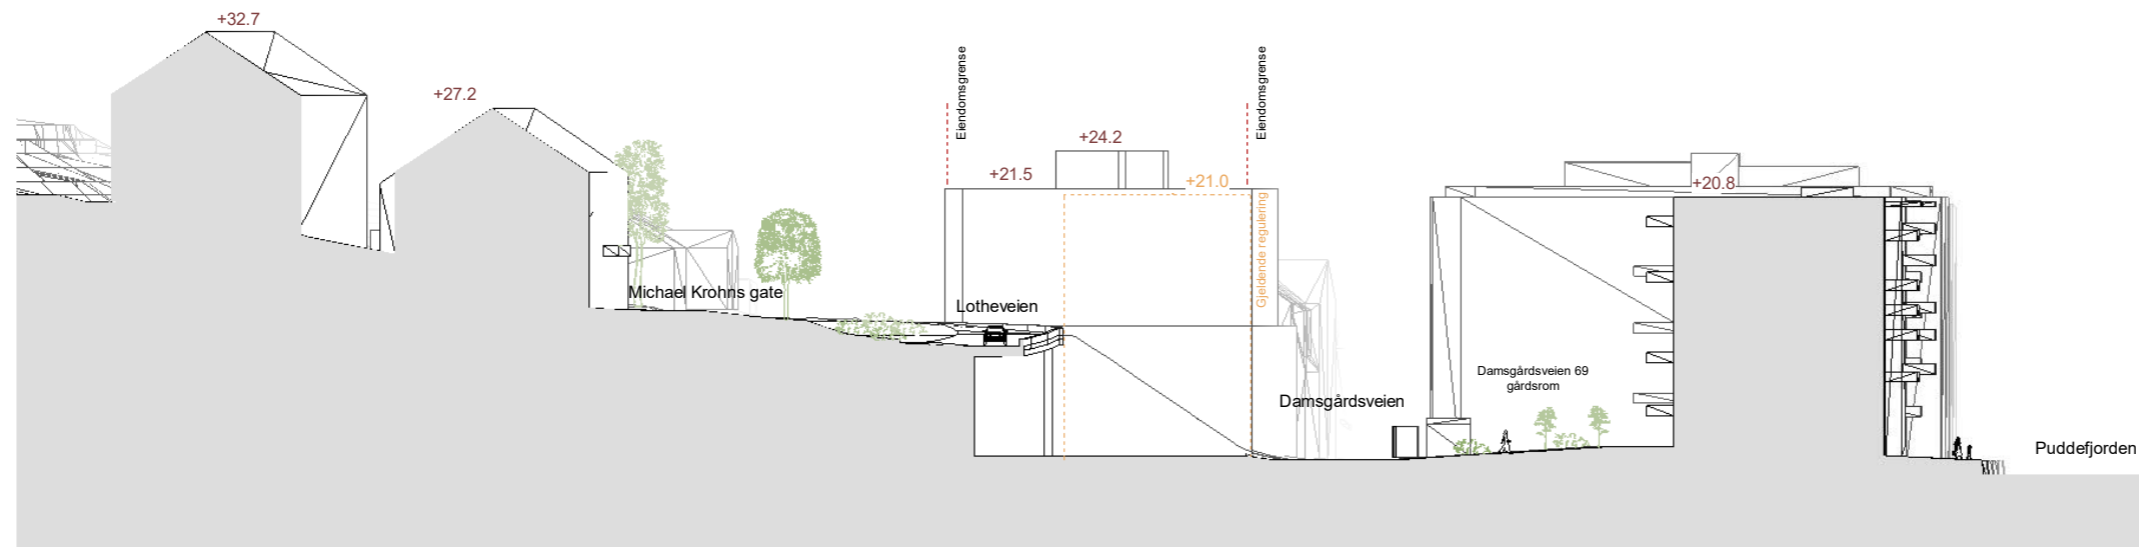 +32.7
+27.2
Eiendomsgrense
Eiendomsgrense
+24.2
+21.5
+21.0
+20.8
Gjeldende regulering
Michael Krohns gate
Lotheveien
Damsgårdsveien
Damsgårdsveien 69
gårdsrom
Puddefjorden